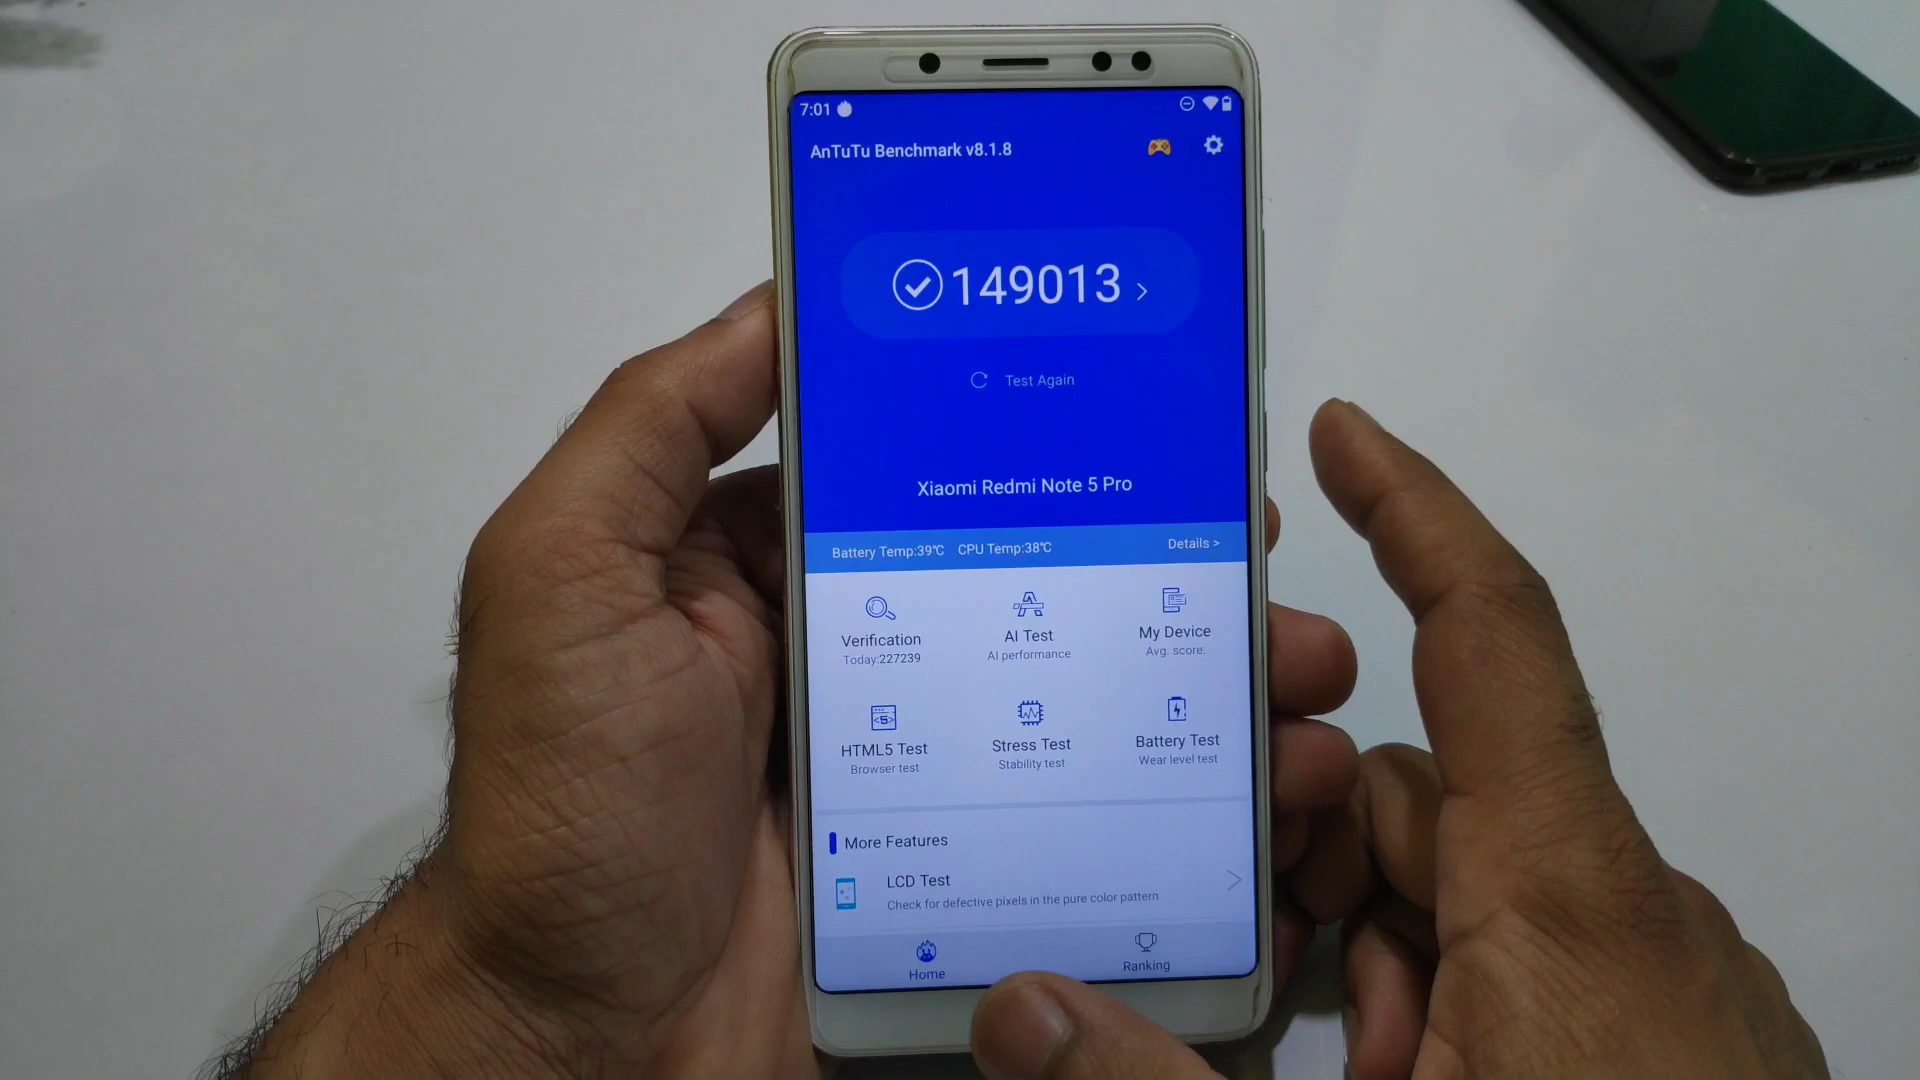 7:01
AnTuTu Benchmark v8.1.8
149013 >
Test Again
Xiaomi Redmi Note 5 Pro
Battery Temp:39℃ CPU Temp:38℃ Details >
Verification
Today:227239
AI Test
AI performance
My Device
Avg. score:
HTML5 Test
Browser test
Stress Test
Stability test
Battery Test
Wear level test
More Features
LCD Test
Check for defective pixels in the pure color pattern
Home
Ranking